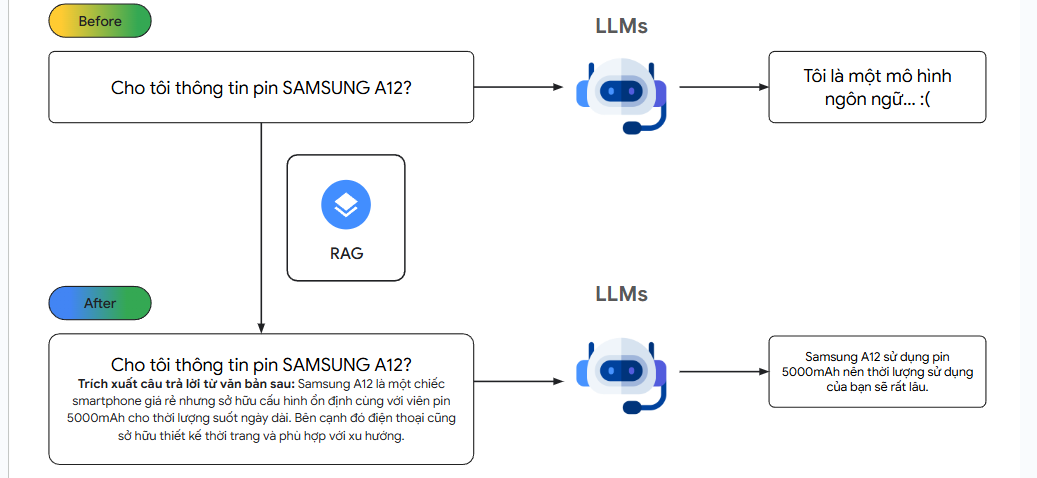 Before
LLMs
Cho tôi thông tin pin SAMSUNG A12?
Tôi là một mô hình
ngôn ngữ... :(
RAG
After
LLMs
Cho tôi thông tin pin SAMSUNG A12?
Trích xuất câu trả lời từ văn bản sau: Samsung A12 là một chiếc
smartphone giá rẻ nhưng sở hữu cấu hình ổn định cùng với viên pin
5000mAh cho thời lượng suốt ngày dài. Bên cạnh đó điện thoại cũng
sở hữu thiết kế thời trang và phù hợp với xu hướng.
Samsung A12 sử dụng pin
5000mAh nên thời lượng sử dụng
của bạn sẽ rất lâu.